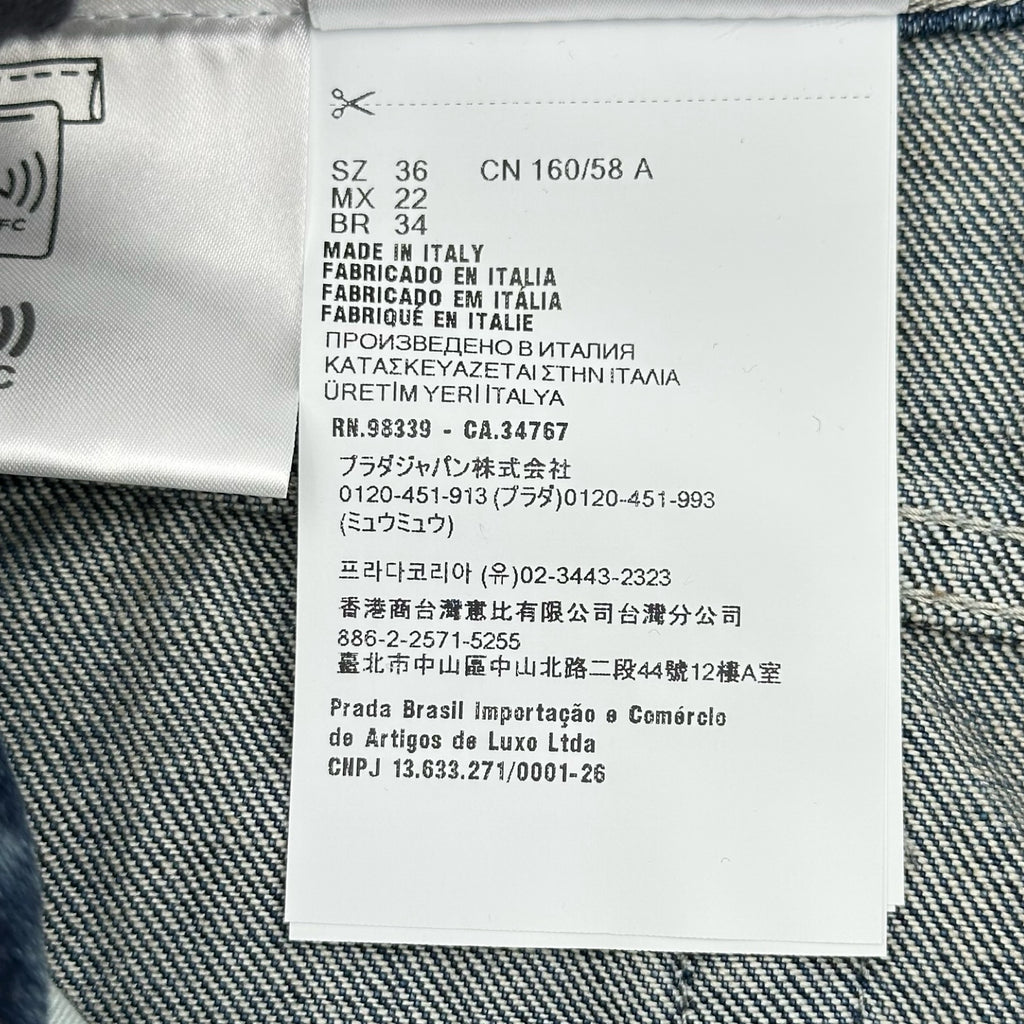 FC
C
SZ 36 CN 160/58 A
MX 22
BR 34
MADE IN ITALY
FABRICADO EN ITALIA
FABRICADO EM ITÁLIA
FABRIQUÉ EN ITALIE
ПРОИЗВЕДЕНО В ИТАЛИЯ
ΚΑΤΑΣΚΕΥΑΖΕΤΑΙ ΣΤΗΝ ΙΤΑΛΙΑ
ÜRETİM YERİ İTALYA
RN.98339 - CA.34767
プラダジャパン株式会社
0120-451-913 (プラダ)0120-451-993
(ミュウミュウ)
프라다코리아 (유)02-3443-2323
香港商台灣惠比有限公司台灣分公司
886-2-2571-5255
臺北市中山區中山北路二段44號12樓A室
Prada Brasil Importação e Comércio
de Artigos de Luxo Ltda
CNPJ 13.633.271/0001-26